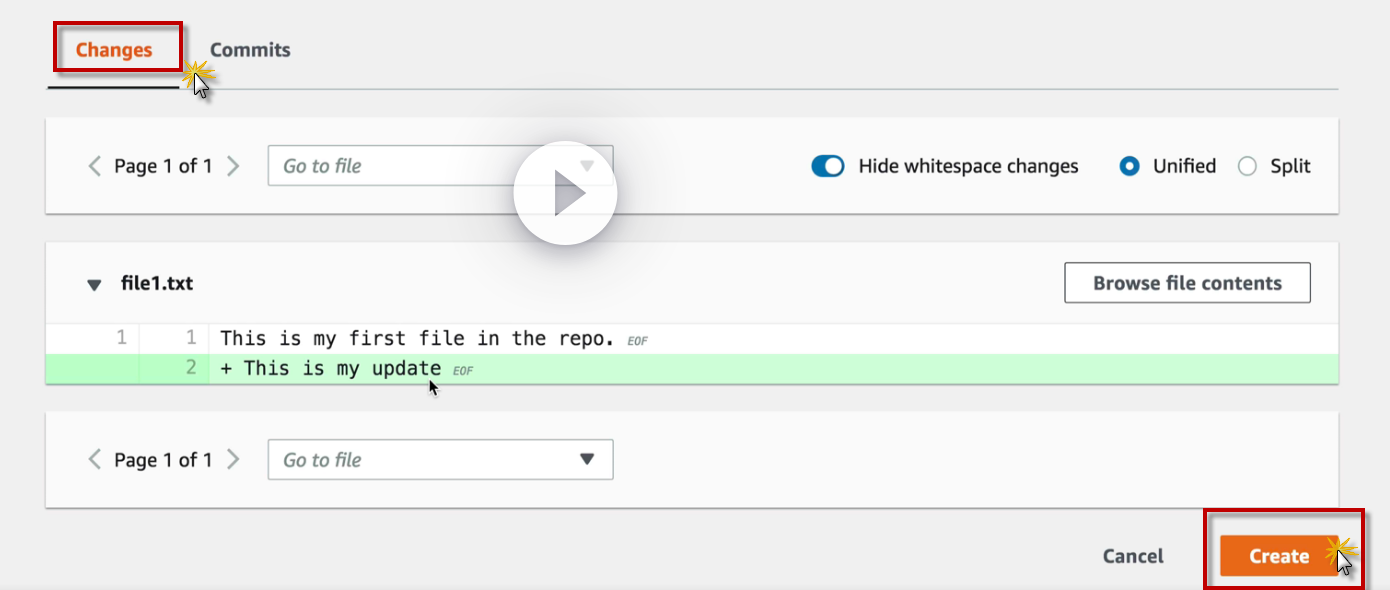 Changes Commits
Page 1 of 1 Go to file Hide whitespace changes Unified Split
file1.txt Browse file contents
1 1 This is my first file in the repo. EOF
2 + This is my update EOF
Page 1 of 1 Go to file
Cancel Create